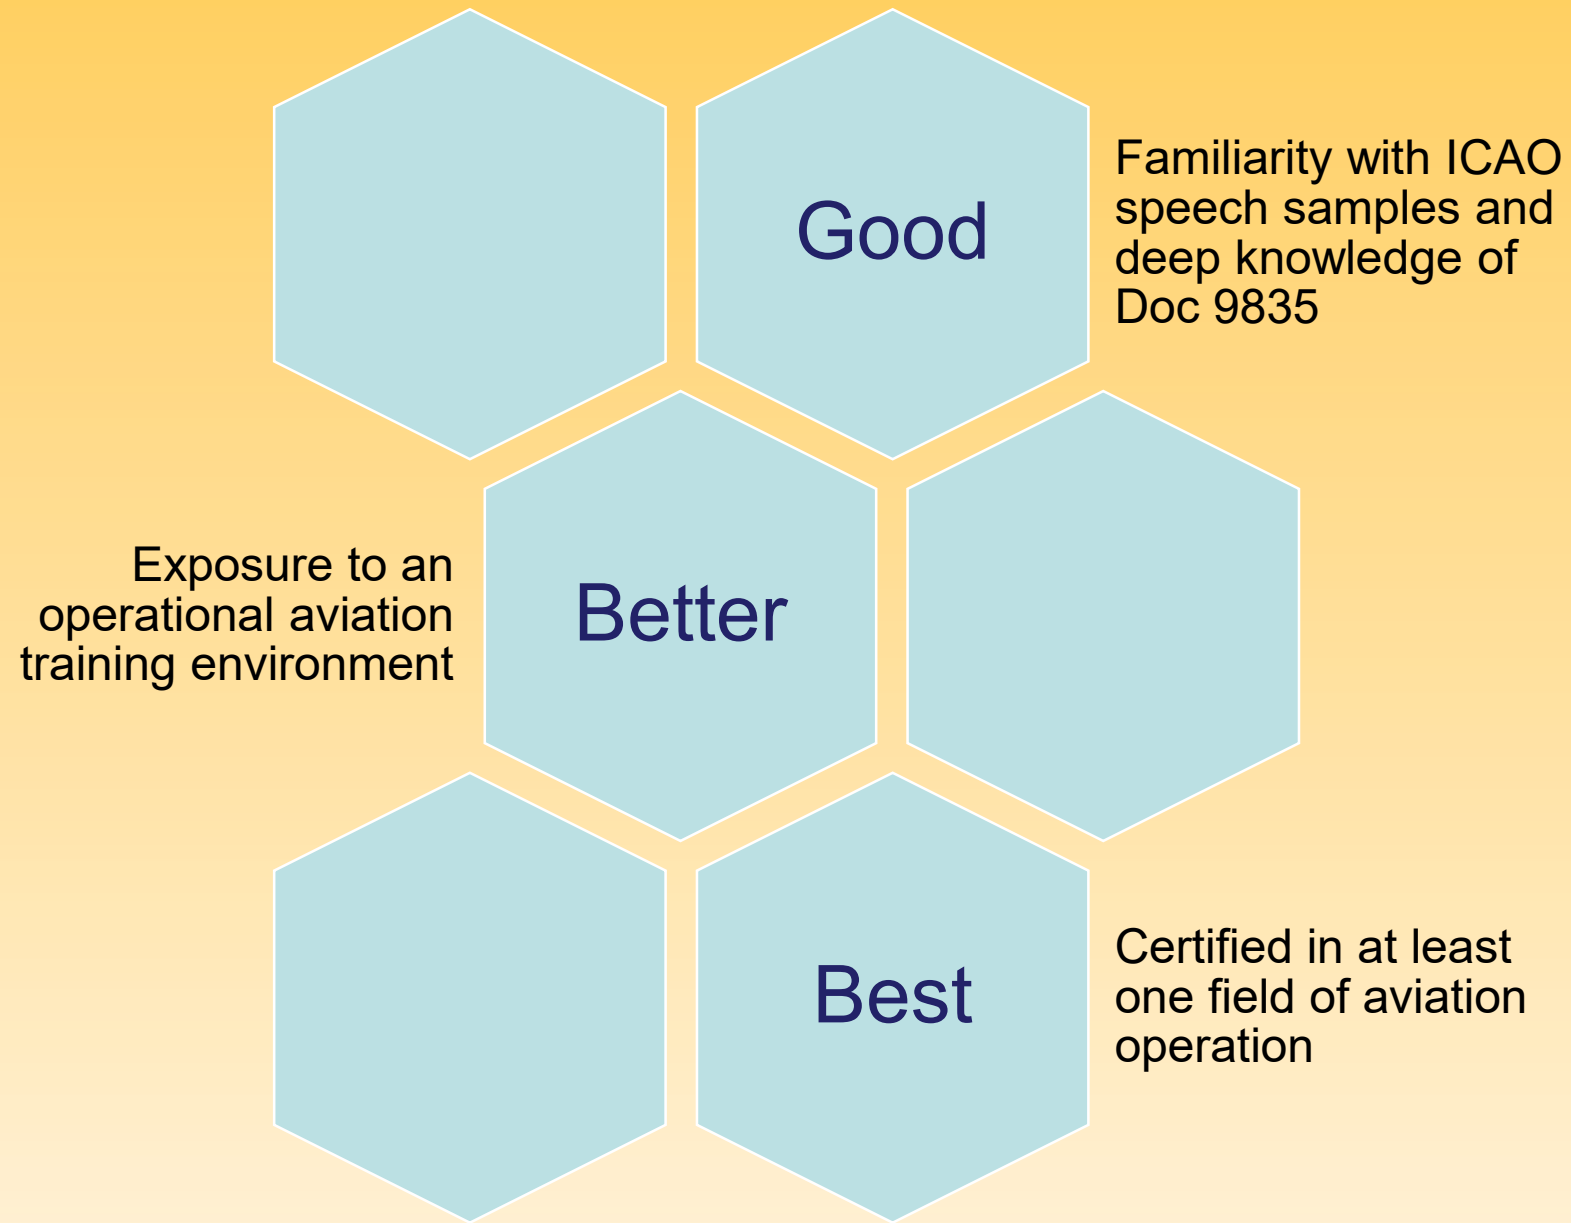 Good
Familiarity with ICAO
speech samples and
deep knowledge of
Doc 9835
Exposure to an
operational aviation
training environment
Better
Best
Certified in at least
one field of aviation
operation